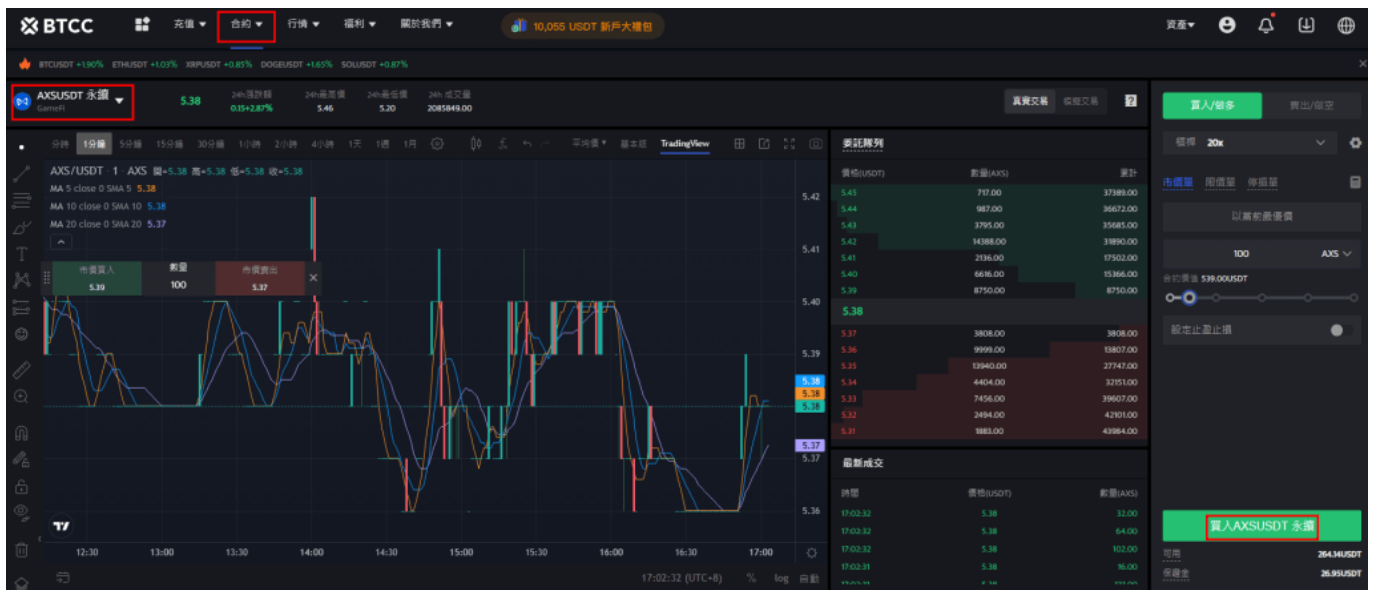 BTCC 充值 合約 行情 福利 關於我們 10,055 USDT 新戶大禮包 資產
BTCUSDT +1.90% ETHUSDT +1.03% XRPUSDT +0.85% DOGEUSDT +1.65% SOLUSDT +0.87%
AXSUSDT 永續
GameFi
5.38
24h漲跌額 24h最高價 24h最低價 24h 成交量
0.15+2.87% 5.46 5.20 2085849.00
真實交易 模擬交易 ?
分時 1分鐘 5分鐘 15分鐘 30分鐘 1小時 2小時 4小時 1天 1週 1月 平均價 基本版 TradingView
AXS/USDT · 1 · AXS 開=5.38 高=5.38 低=5.38 收=5.38
MA 5 close 0 SMA 5 5.38
MA 10 close 0 SMA 10 5.38
MA 20 close 0 SMA 20 5.37
市價買入 數量 市價賣出
5.39 100 5.37
5.42
5.41
5.40
5.39
5.38
5.38
5.38
5.37
5.37
5.36
12:30 13:00 13:30 14:00 14:30 15:00 15:30 16:00 16:30 17:00
17:02:32 (UTC+8) % log 自動
委託隊列
價格(USDT) 數量(AXS) 累計
5.45 717.00 37389.00
5.44 987.00 36672.00
5.43 3795.00 35685.00
5.42 14388.00 31890.00
5.41 2136.00 17502.00
5.40 6616.00 15366.00
5.39 8750.00 8750.00
5.38
5.37 3808.00 3808.00
5.36 9999.00 13807.00
5.35 13940.00 27747.00
5.34 4404.00 32151.00
5.33 7456.00 39607.00
5.32 2494.00 42101.00
5.31 1883.00 43984.00
最新成交
時間 價格(USDT) 數量(AXS)
17:02:32 5.38 32.00
17:02:32 5.38 64.00
17:02:32 5.38 102.00
17:02:31 5.38 16.00
買入/做多 賣出/做空
槓桿 20x
市價單 限價單 停損單
以當前最優價
100 AXS
合約價值 539.00USDT
設定止盈止損
買入AXSUSDT 永續
可用 264.14USDT
保證金 26.95USDT